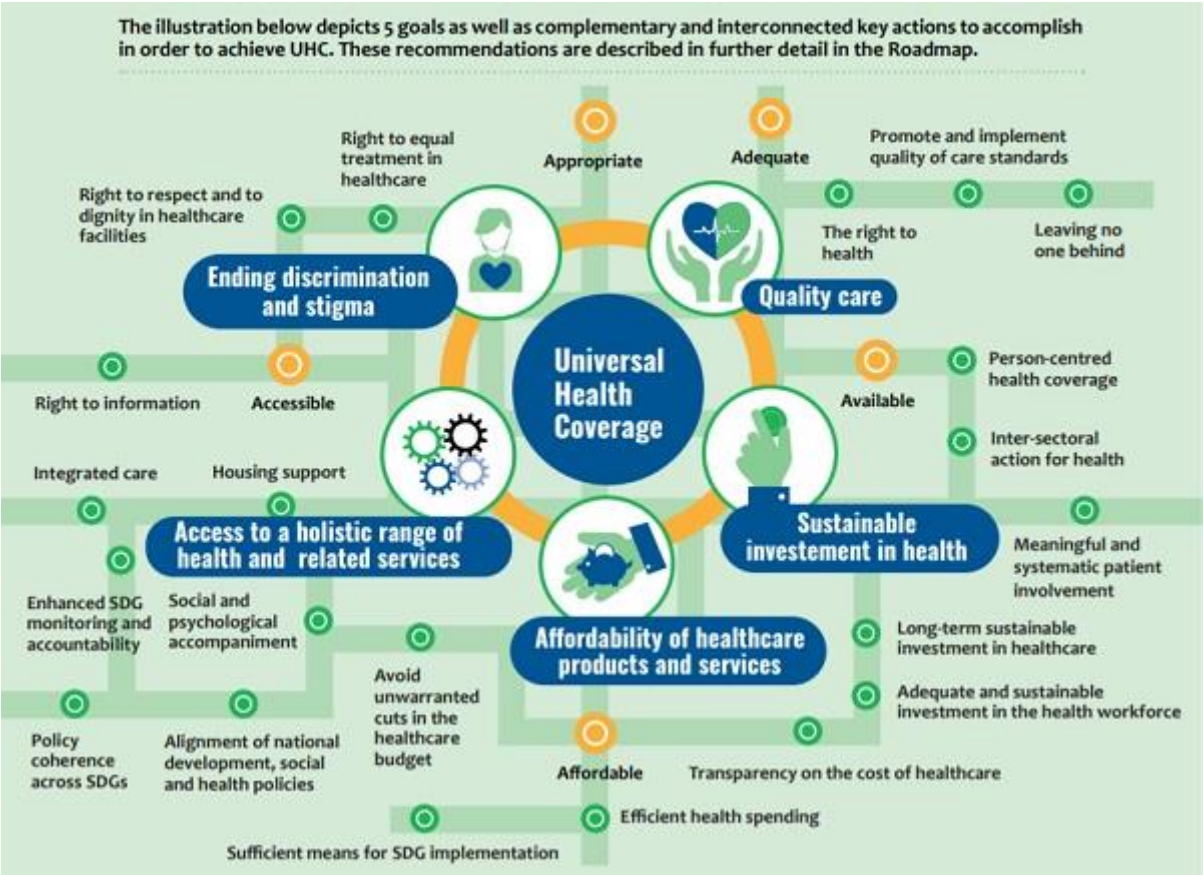 The illustration below depicts 5 goals as well as complementary and interconnected key actions to accomplish
in order to achieve UHC. These recommendations are described in further detail in the Roadmap.
Appropriate
Adequate
Promote and implement
quality of care standards
Right to equal
treatment in
healthcare
Right to respect and to
dignity in healthcare
facilities
The right to
health
Leaving no
one behind
Ending discrimination
and stigma
Quality care
Universal
Health
Coverage
Person-centred
health coverage
Right to information
Accessible
Available
Inter-sectoral
action for health
Integrated care
Housing support
Access to a holistic range of
health and related services
Sustainable
investement in health
Meaningful and
systematic patient
involvement
Enhanced SDG
monitoring and
accountability
Social and
psychological
accompaniment
Affordability of healthcare
products and services
Long-term sustainable
investment in healthcare
Avoid
unwarranted
cuts in the
healthcare
budget
Adequate and sustainable
investment in the health workforce
Policy
coherence
across SDGs
Alignment of national
development, social
and health policies
Affordable
Transparency on the cost of healthcare
Efficient health spending
Sufficient means for SDG implementation